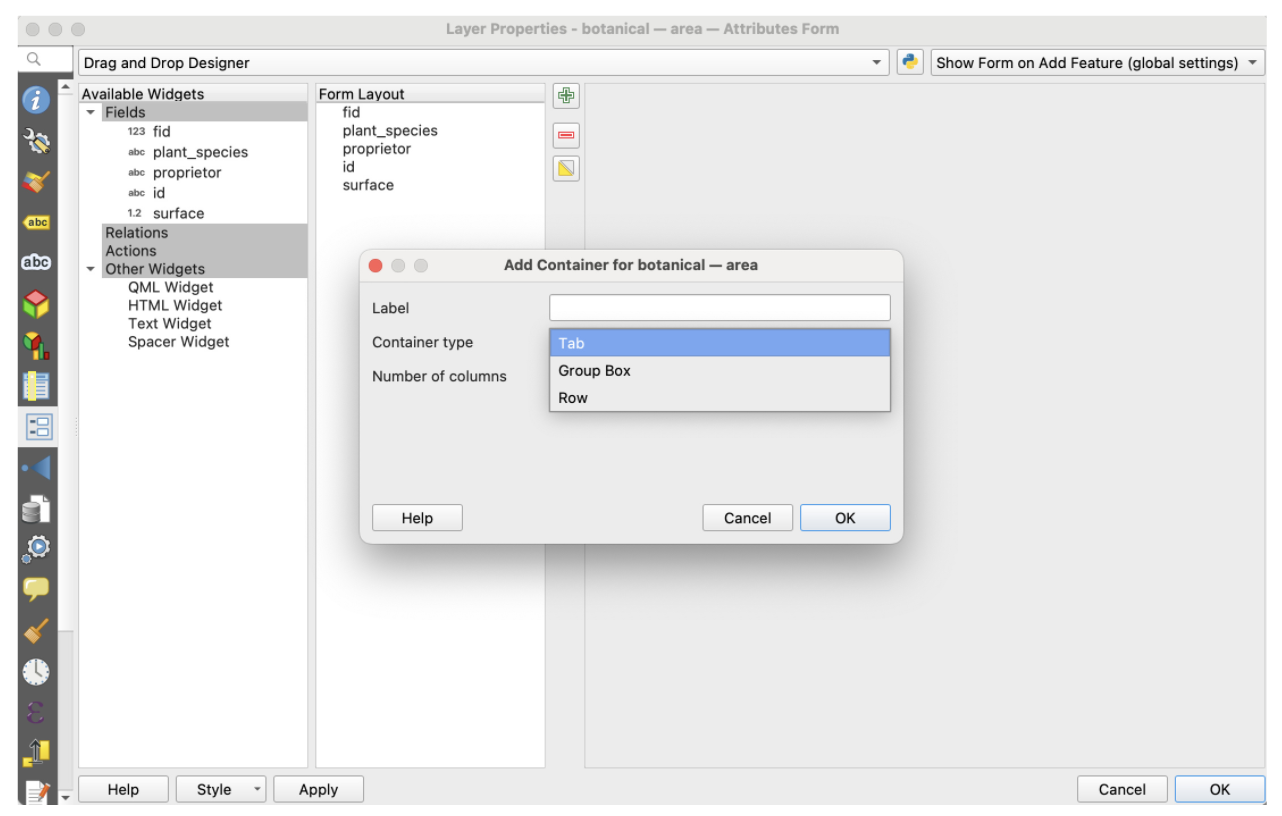 Layer Properties - botanical — area — Attributes Form
Drag and Drop Designer
Show Form on Add Feature (global settings)
Available Widgets
Fields
123 fid
abc plant_species
abc proprietor
abc id
1.2 surface
Relations
Actions
Other Widgets
QML Widget
HTML Widget
Text Widget
Spacer Widget
Form Layout
fid
plant_species
proprietor
id
surface
abc
abc
Add Container for botanical — area
Label
Container type
Tab
Group Box
Row
Number of columns
Help
Cancel
OK
Help
Style
Apply
Cancel
OK